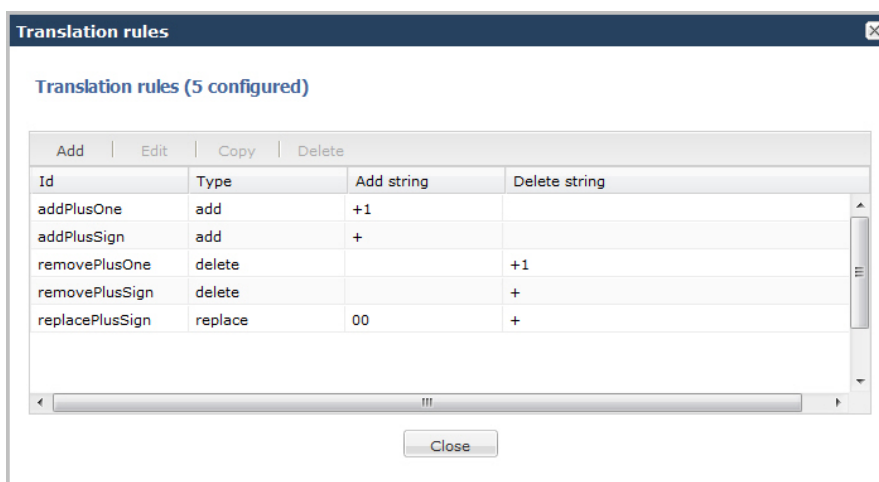 Translation rules
Translation rules (5 configured)
Add Edit Copy Delete
Id Type Add string Delete string
addPlusOne add +1
addPlusSign add +
removePlusOne delete +1
removePlusSign delete +
replacePlusSign replace 00 +
Close